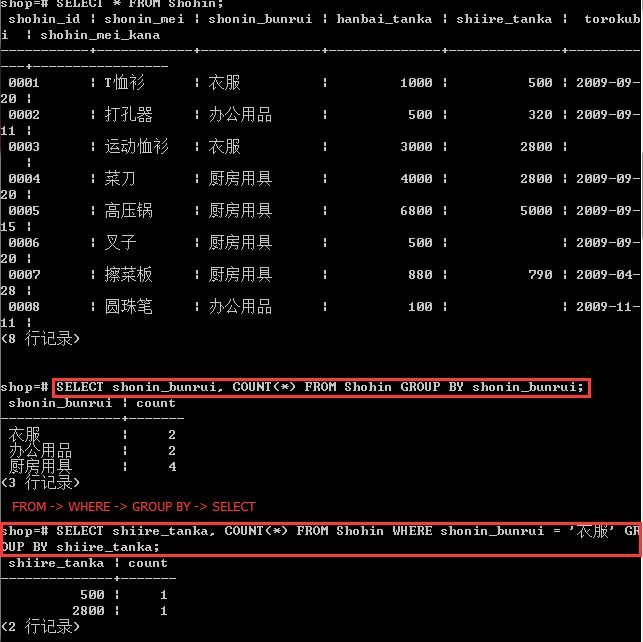 shop=# SELECT * FROM Shohin;
shohin_id | shonin_mei | shonin_bunrui | hanbai_tanka | shiire_tanka | torokub
i | shohin_mei_kana
-----------+------------+---------------+--------------+--------------+--------
---+-----------------
0001 | T恤衫 | 衣服 | 1000 | 500 | 2009-09-
20 |
0002 | 打孔器 | 办公用品 | 500 | 320 | 2009-09-
11 |
0003 | 运动恤衫 | 衣服 | 3000 | 2800 |
|
0004 | 菜刀 | 厨房用具 | 4000 | 2800 | 2009-09-
20 |
0005 | 高压锅 | 厨房用具 | 6800 | 5000 | 2009-09-
15 |
0006 | 叉子 | 厨房用具 | 500 | | 2009-09-
20 |
0007 | 擦菜板 | 厨房用具 | 880 | 790 | 2009-04-
28 |
0008 | 圆珠笔 | 办公用品 | 100 | | 2009-11-
11 |
(8 行记录)
shop=# SELECT shonin_bunrui, COUNT(*) FROM Shohin GROUP BY shonin_bunrui;
shonin_bunrui | count
---------------+-------
衣服 | 2
办公用品 | 2
厨房用具 | 4
(3 行记录)
FROM -> WHERE -> GROUP BY -> SELECT
shop=# SELECT shiire_tanka, COUNT(*) FROM Shohin WHERE shonin_bunrui = '衣服' GR
OUP BY shiire_tanka;
shiire_tanka | count
--------------+-------
500 | 1
2800 | 1
(2 行记录)